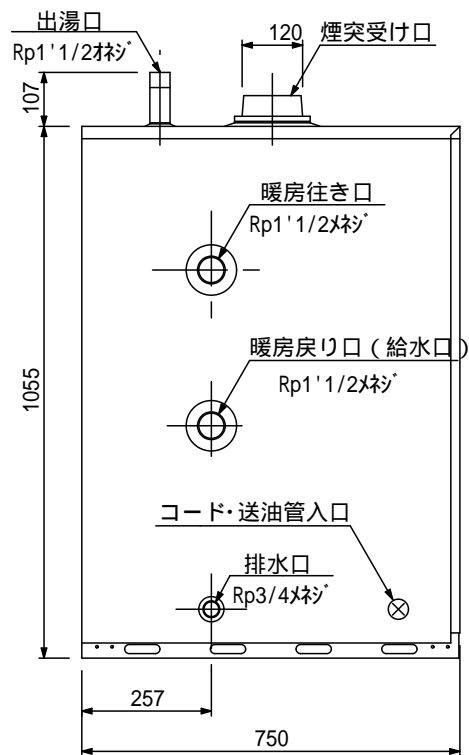 出湯口
Rp1'1/2オネジ
120
煙突受け口
107
暖房往き口
Rp1'1/2メネジ
1055
暖房戻り口(給水口)
Rp1'1/2メネジ
コード・送油管入口
排水口
Rp3/4メネジ
257
750